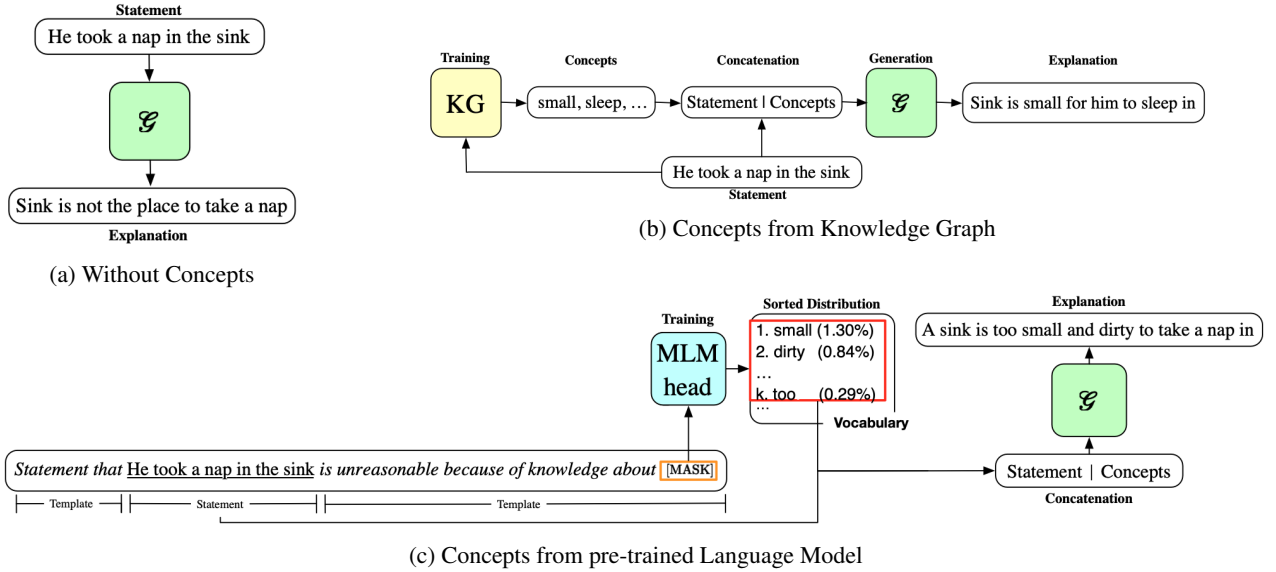 Statement
He took a nap in the sink
𝒢
Sink is not the place to take a nap
Explanation
(a) Without Concepts
Training
Concepts
Concatenation
Generation
Explanation
KG
small, sleep, …
Statement | Concepts
𝒢
Sink is small for him to sleep in
He took a nap in the sink
Statement
(b) Concepts from Knowledge Graph
Training
MLM
head
Sorted Distribution
1. small (1.30%)
2. dirty (0.84%)
…
k. too (0.29%)
…
Vocabulary
Explanation
A sink is too small and dirty to take a nap in
𝒢
Statement | Concepts
Concatenation
Statement that He took a nap in the sink is unreasonable because of knowledge about [MASK]
Template
Statement
Template
(c) Concepts from pre-trained Language Model